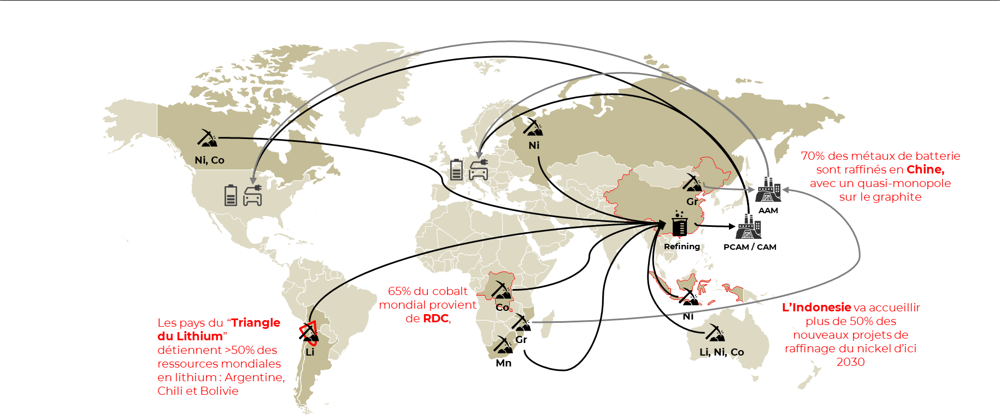 Ni, Co
Ni
70% des métaux de batterie
sont raffinés en Chine,
avec un quasi-monopole
sur le graphite
Gr
AAM
Refining
PCAM / CAM
65% du cobalt
mondial provient
de RDC,
Co
Ni
L’Indonesie va accueillir
plus de 50% des
nouveaux projets de
raffinage du nickel d’ici
2030
Les pays du “Triangle
du Lithium”
détiennent >50% des
ressources mondiales
en lithium : Argentine,
Chili et Bolivie
Li
Gr
Mn
Li, Ni, Co